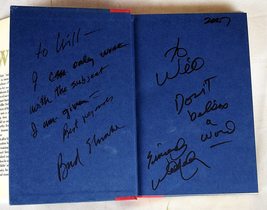 To Will –
I can only work
with the subject
I am given –
Best regards
Bud Shrake
2007
To
Will
Don't
believe
a
word